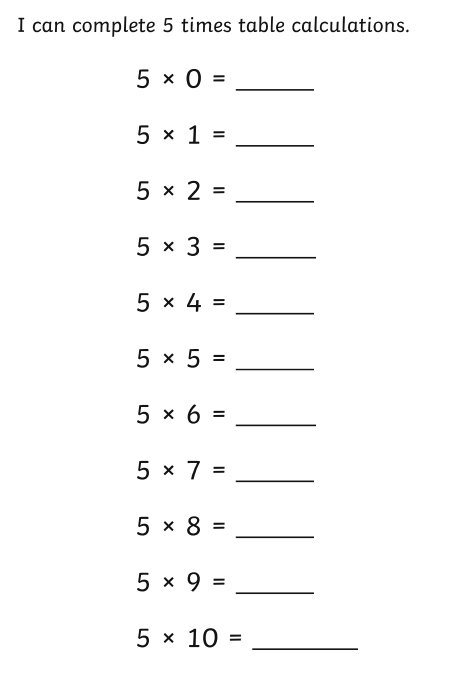 I can complete 5 times table calculations.
5 × 0 = ______
5 × 1 = ______
5 × 2 = ______
5 × 3 = ______
5 × 4 = ______
5 × 5 = ______
5 × 6 = ______
5 × 7 = ______
5 × 8 = ______
5 × 9 = ______
5 × 10 = ________